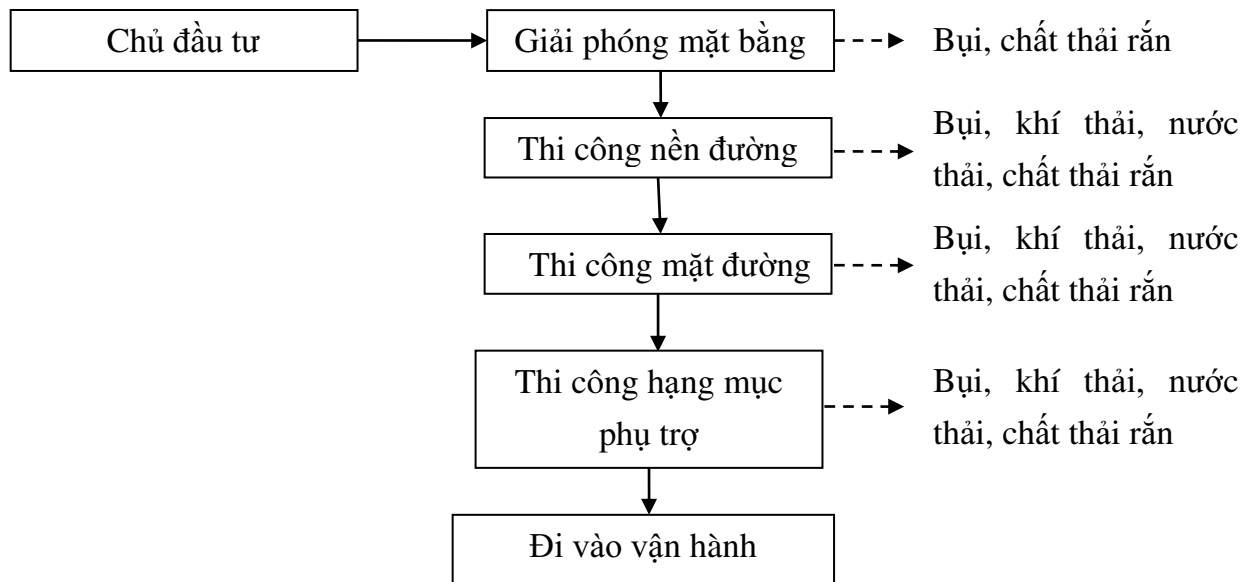 Chủ đầu tư
Giải phóng mặt bằng
Bụi, chất thải rắn
Thi công nền đường
Bụi, khí thải, nước
thải, chất thải rắn
Thi công mặt đường
Bụi, khí thải, nước
thải, chất thải rắn
Thi công hạng mục
phụ trợ
Bụi, khí thải, nước
thải, chất thải rắn
Đi vào vận hành